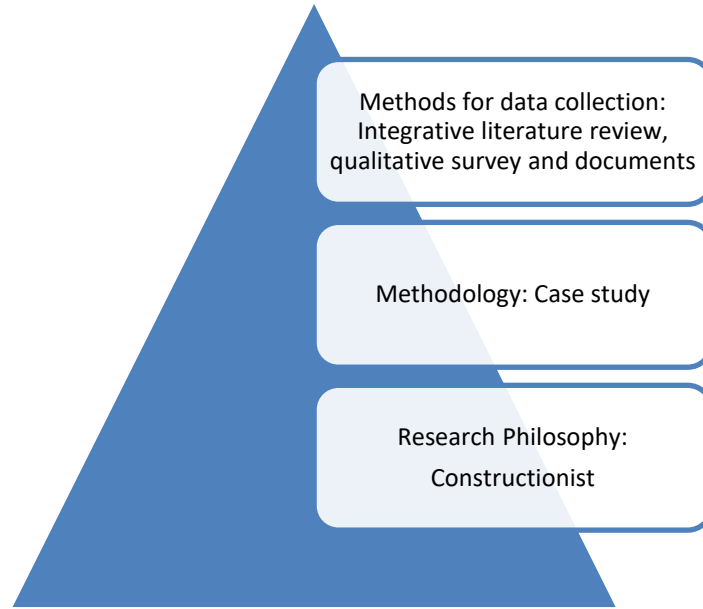 Methods for data collection:
Integrative literature review,
qualitative survey and documents
Methodology: Case study
Research Philosophy:
Constructionist